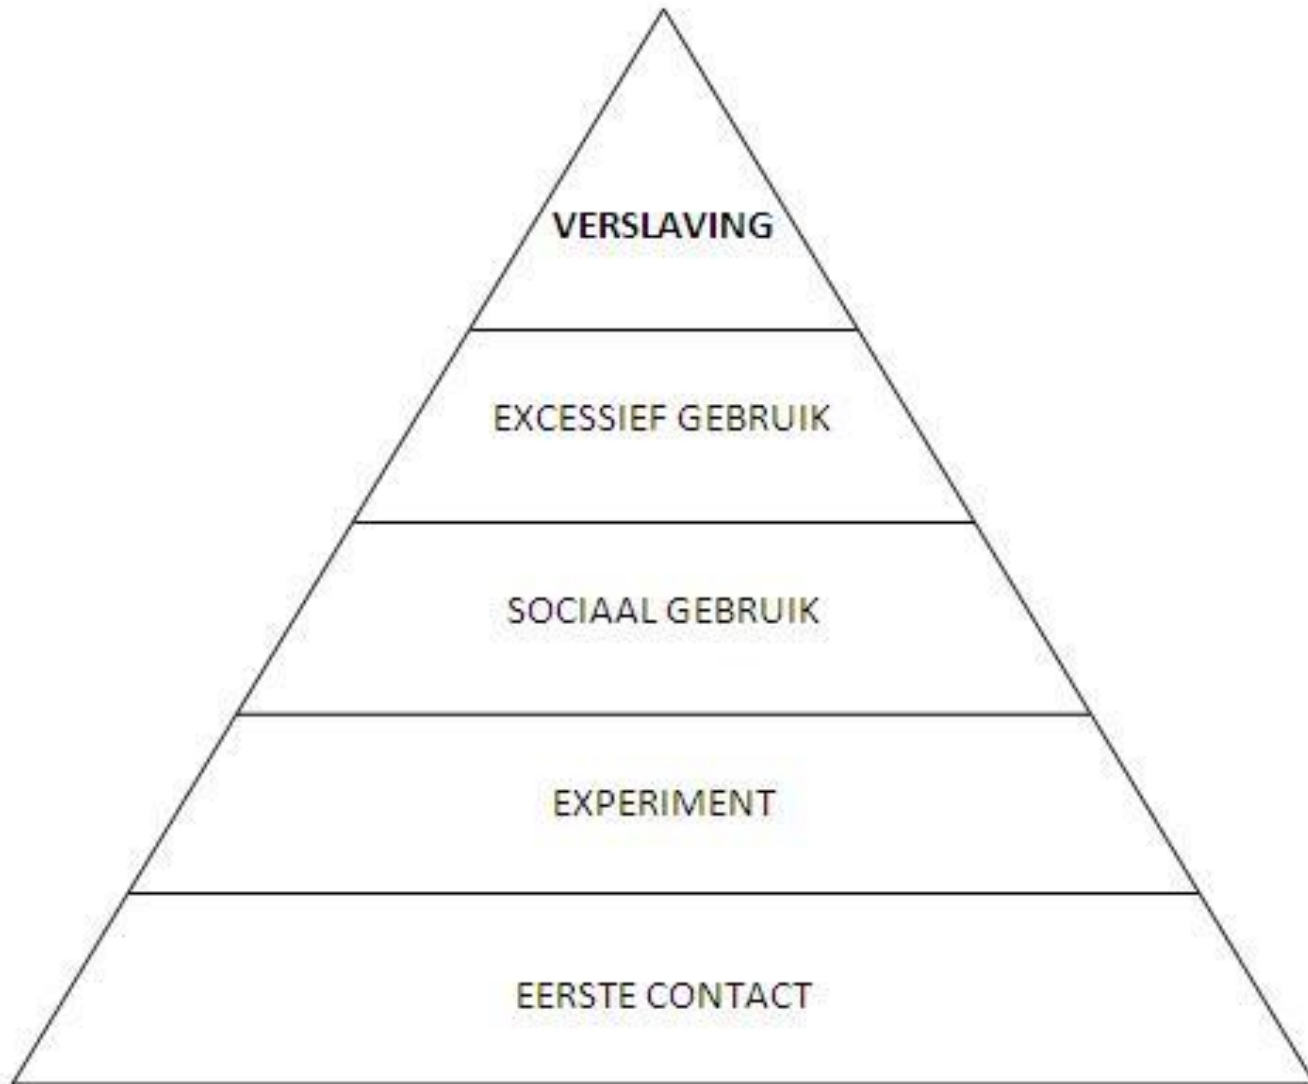 VERSLAVING
EXCESSIEF GEBRUIK
SOCIAAL GEBRUIK
EXPERIMENT
EERSTE CONTACT